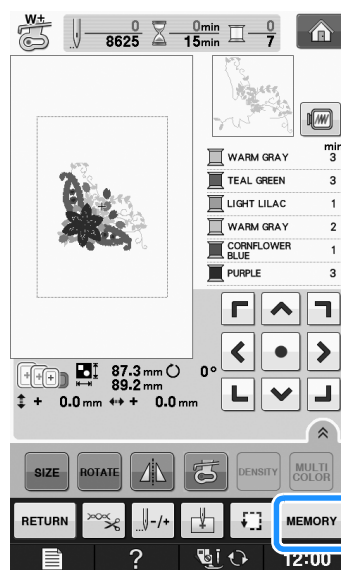 W+
0 0min 0
8625 15min 7
min
WARM GRAY 3
TEAL GREEN 3
LIGHT LILAC 1
WARM GRAY 2
CORNFLOWER
BLUE 1
PURPLE 3
87.3 mm 0°
89.2 mm
+ 0.0 mm + 0.0 mm
SIZE ROTATE DENSITY MULTI
COLOR
RETURN -/+ MEMORY
? i 12:00